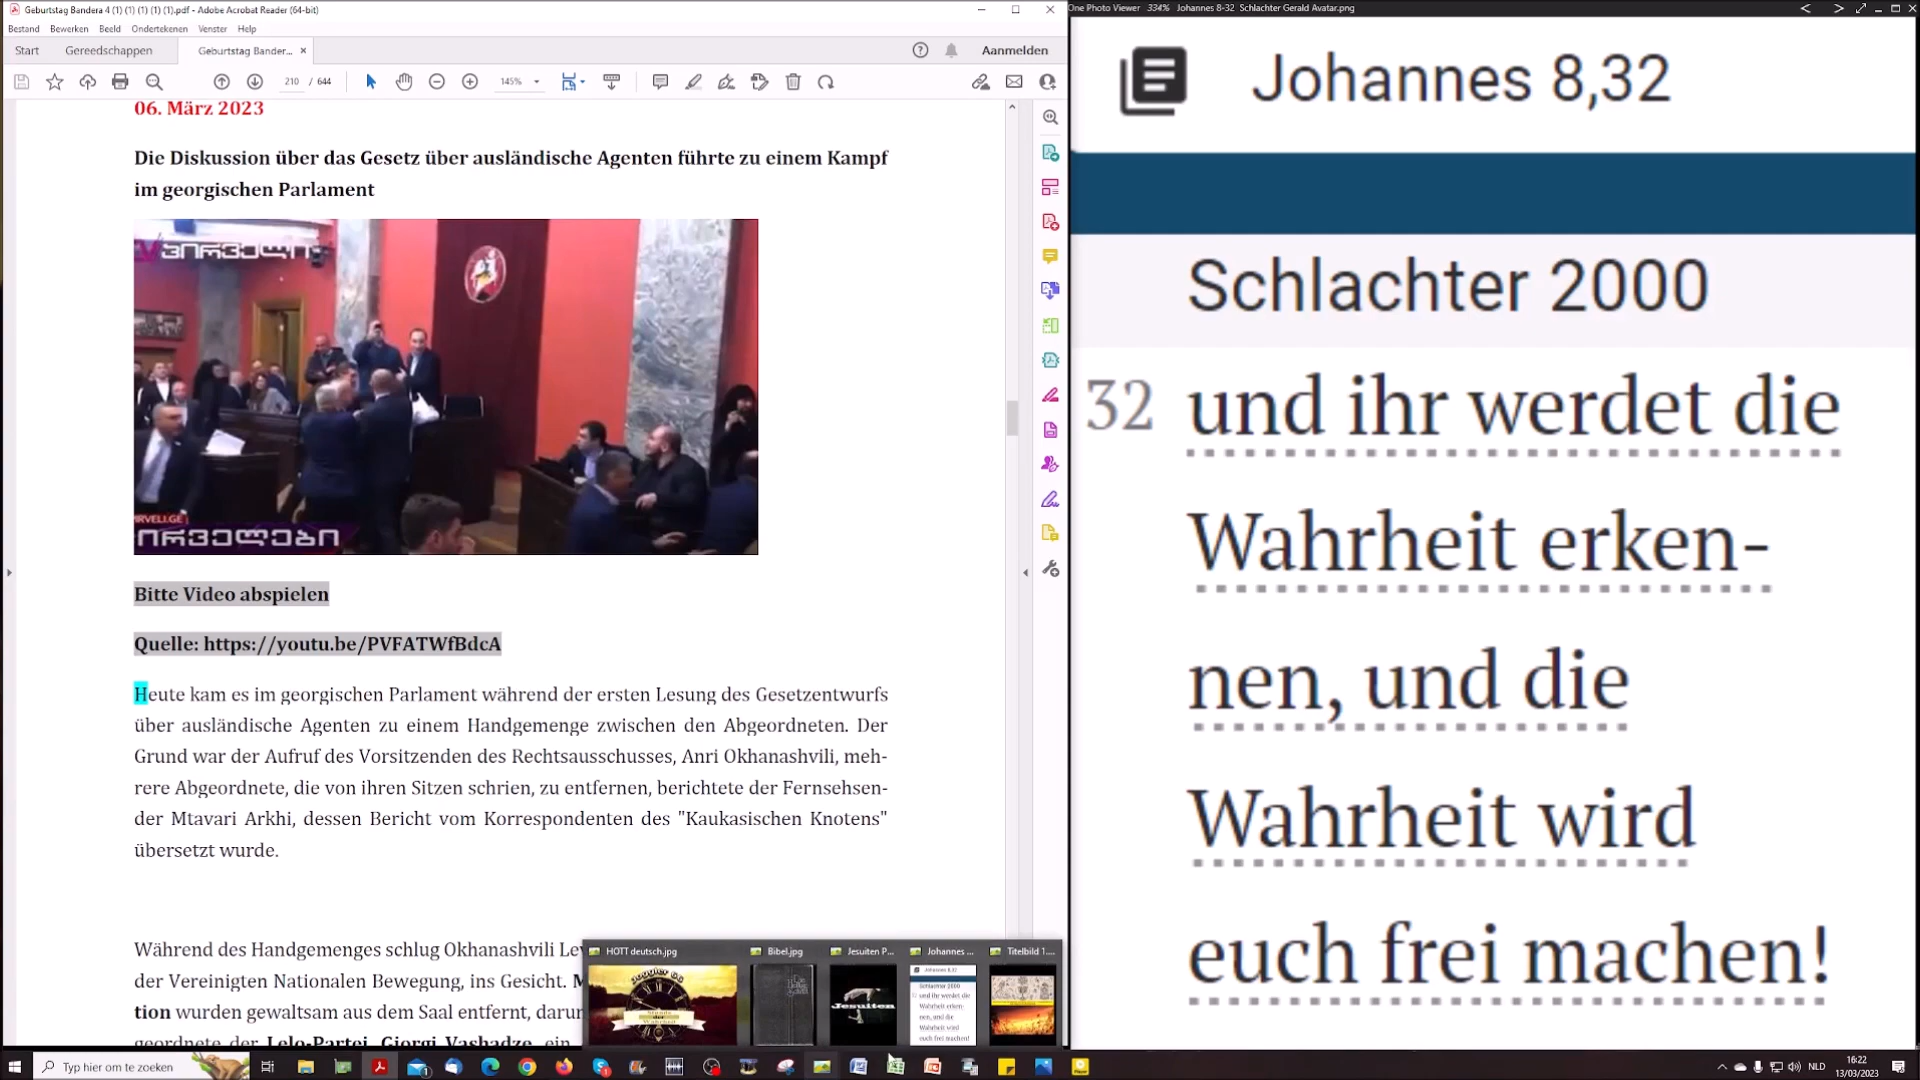 Geburtstag Bandera 4 (1) (1) (1) (1) (1).pdf - Adobe Acrobat Reader (64-bit)
Bestand Bewerken Beeld Ondertekenen Venster Help
Start Gereedschappen Geburtstag Bander... Aanmelden
210 / 644 145%
06. März 2023
Die Diskussion über das Gesetz über ausländische Agenten führte zu einem Kampf
im georgischen Parlament
Bitte Video abspielen
Quelle: https://youtu.be/PVFATWfBdcA
Heute kam es im georgischen Parlament während der ersten Lesung des Gesetzentwurfs
über ausländische Agenten zu einem Handgemenge zwischen den Abgeordneten. Der
Grund war der Aufruf des Vorsitzenden des Rechtsausschusses, Anri Okhanashvili, meh-
rere Abgeordnete, die von ihren Sitzen schrien, zu entfernen, berichtete der Fernsehsen-
der Mtavari Arkhi, dessen Bericht vom Korrespondenten des "Kaukasischen Knotens"
übersetzt wurde.
Während des Handgemenges schlug Okhanashvili
der Vereinigten Nationalen Bewegung, ins Gesicht.
tion wurden gewaltsam aus dem Saal entfernt,
geordnete der Lelo-Partei, Giorgi Vashadze, ein
HOTT deutsch.jpg Bibel.jpg Jesuiten P... Johannes ... Titelbild 1....
Jesuiten
One Photo Viewer 334% Johannes 8-32 Schlachter Gerald Avatar.png
Johannes 8,32
Schlachter 2000
32 und ihr werdet die
Wahrheit erken-
nen, und die
Wahrheit wird
euch frei machen!
Typ hier om te zoeken
NLD
16:22
13/03/2023